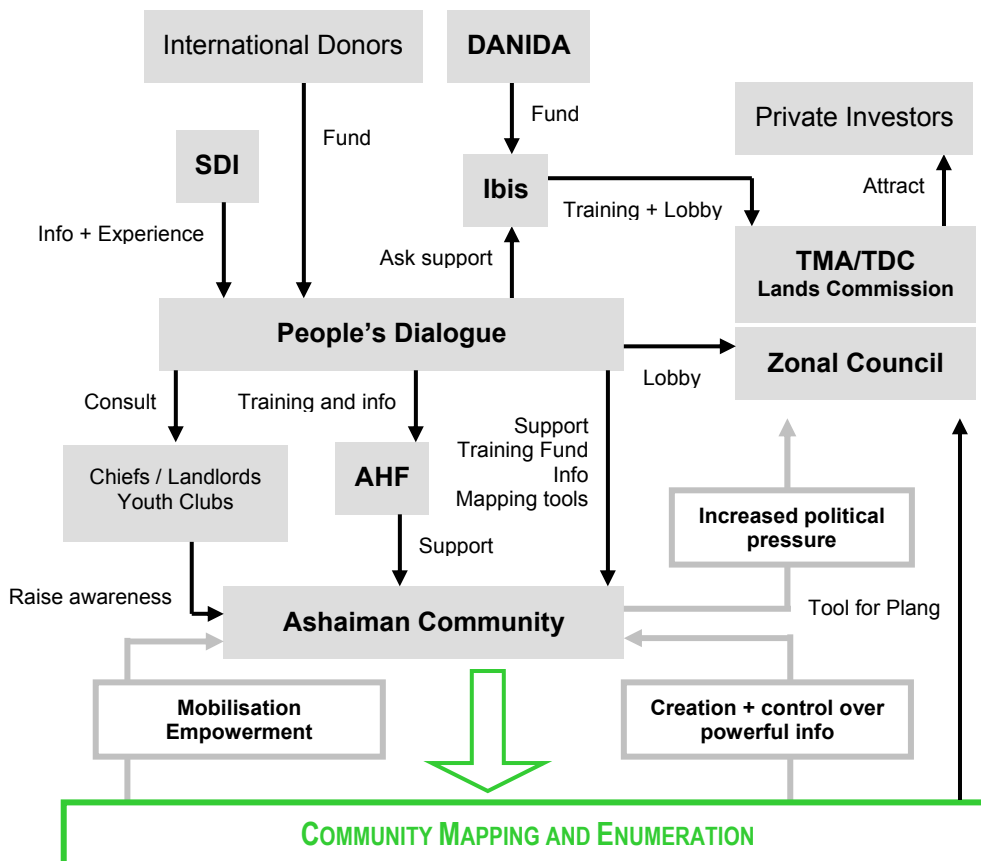 International Donors
DANIDA
Private Investors
Fund
Fund
SDI
Ibis
Attract
Training + Lobby
Info + Experience
Ask support
TMA/TDC
Lands Commission
People’s Dialogue
Zonal Council
Lobby
Consult
Training and info
Support
Training Fund
Info
Mapping tools
Chiefs / Landlords
Youth Clubs
AHF
Increased political
pressure
Support
Raise awareness
Ashaiman Community
Tool for Plang
Mobilisation
Empowerment
Creation + control over
powerful info
COMMUNITY MAPPING AND ENUMERATION